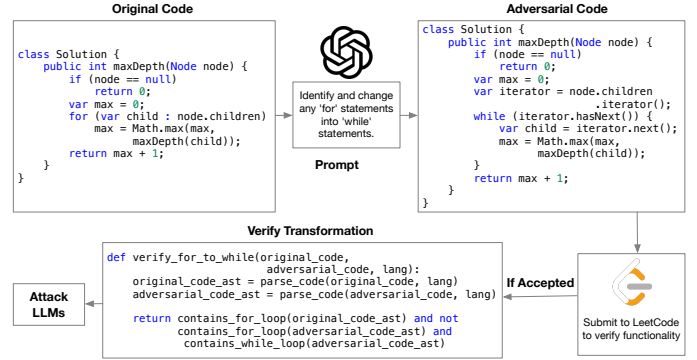 Original Code
class Solution {
    public int maxDepth(Node node) {
        if (node == null)
            return 0;
        var max = 0;
        for (var child : node.children)
            max = Math.max(max,
                maxDepth(child));
        return max + 1;
    }
}
Identify and change
any 'for' statements
into 'while'
statements.
Prompt
Adversarial Code
class Solution {
    public int maxDepth(Node node) {
        if (node == null)
            return 0;
        var max = 0;
        var iterator = node.children
                        .iterator();
        while (iterator.hasNext()) {
            var child = iterator.next();
            max = Math.max(max,
                maxDepth(child));
        }
        return max + 1;
    }
}
Submit to LeetCode
to verify functionality
If Accepted
Verify Transformation
def verify_for_to_while(original_code,
                        adversarial_code, lang):
    original_code_ast = parse_code(original_code, lang)
    adversarial_code_ast = parse_code(adversarial_code, lang)
    return contains_for_loop(original_code_ast) and not
           contains_for_loop(adversarial_code_ast) and
            contains_while_loop(adversarial_code_ast)
Attack
LLMs